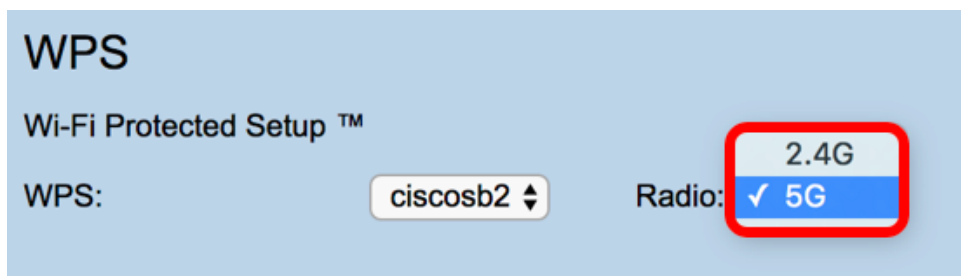 WPS
Wi-Fi Protected Setup ™
2.4G
WPS: ciscosb2 Radio: ✓ 5G